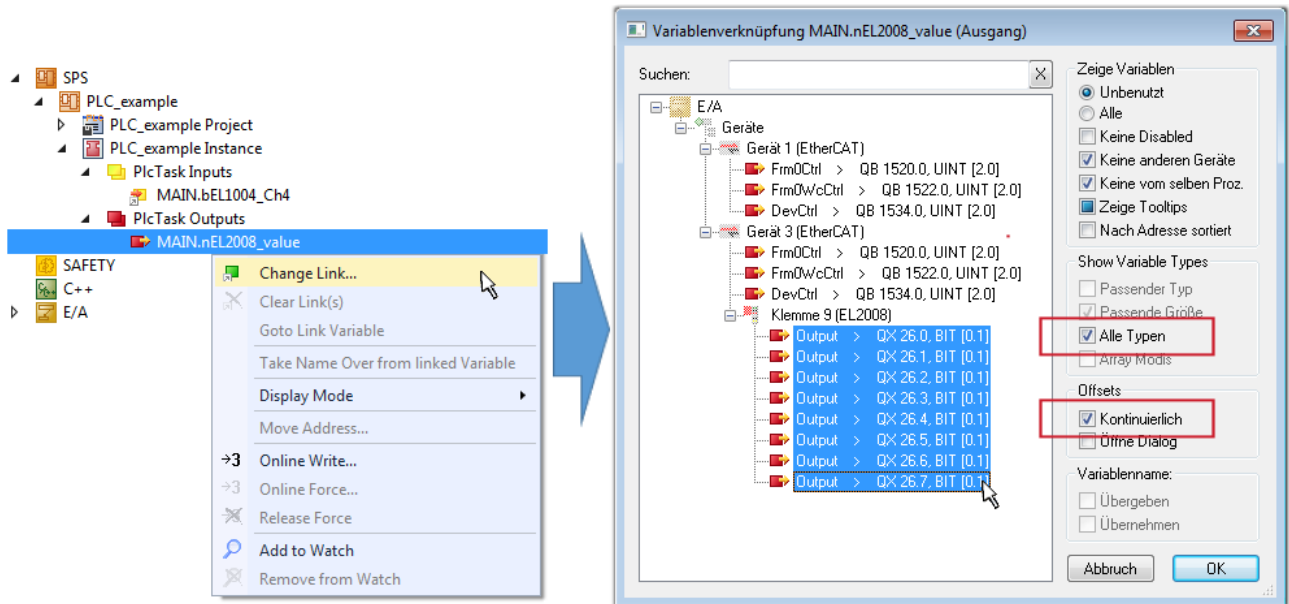 SPS
PLC_example
PLC_example Project
PLC_example Instance
PlcTask Inputs
MAIN.bEL1004_Ch4
PlcTask Outputs
MAIN.nEL2008_value
SAFETY
C++
E/A
Change Link...
Clear Link(s)
Goto Link Variable
Take Name Over from linked Variable
Display Mode
Move Address...
Online Write...
Online Force...
Release Force
Add to Watch
Remove from Watch
Variablenverknüpfung MAIN.nEL2008_value (Ausgang)
Suchen:
X
E/A
Geräte
Gerät 1 (EtherCAT)
Frm0Ctrl > QB 1520.0, UINT [2.0]
Frm0WcCtrl > QB 1522.0, UINT [2.0]
DevCtrl > QB 1534.0, UINT [2.0]
Gerät 3 (EtherCAT)
Frm0Ctrl > QB 1520.0, UINT [2.0]
Frm0WcCtrl > QB 1522.0, UINT [2.0]
DevCtrl > QB 1534.0, UINT [2.0]
Klemme 9 (EL2008)
Output > QX 26.0, BIT [0.1]
Output > QX 26.1, BIT [0.1]
Output > QX 26.2, BIT [0.1]
Output > QX 26.3, BIT [0.1]
Output > QX 26.4, BIT [0.1]
Output > QX 26.5, BIT [0.1]
Output > QX 26.6, BIT [0.1]
Output > QX 26.7, BIT [0.1]
Zeige Variablen
Unbenutzt
Alle
Keine Disabled
Keine anderen Geräte
Keine vom selben Proz.
Zeige Tooltips
Nach Adresse sortiert
Show Variable Types
Passender Typ
Passende Größe
Alle Typen
Array Modis
Offsets
Kontinuierlich
Öffne Dialog
Variablenname:
Übergeben
Übernehmen
Abbruch
OK